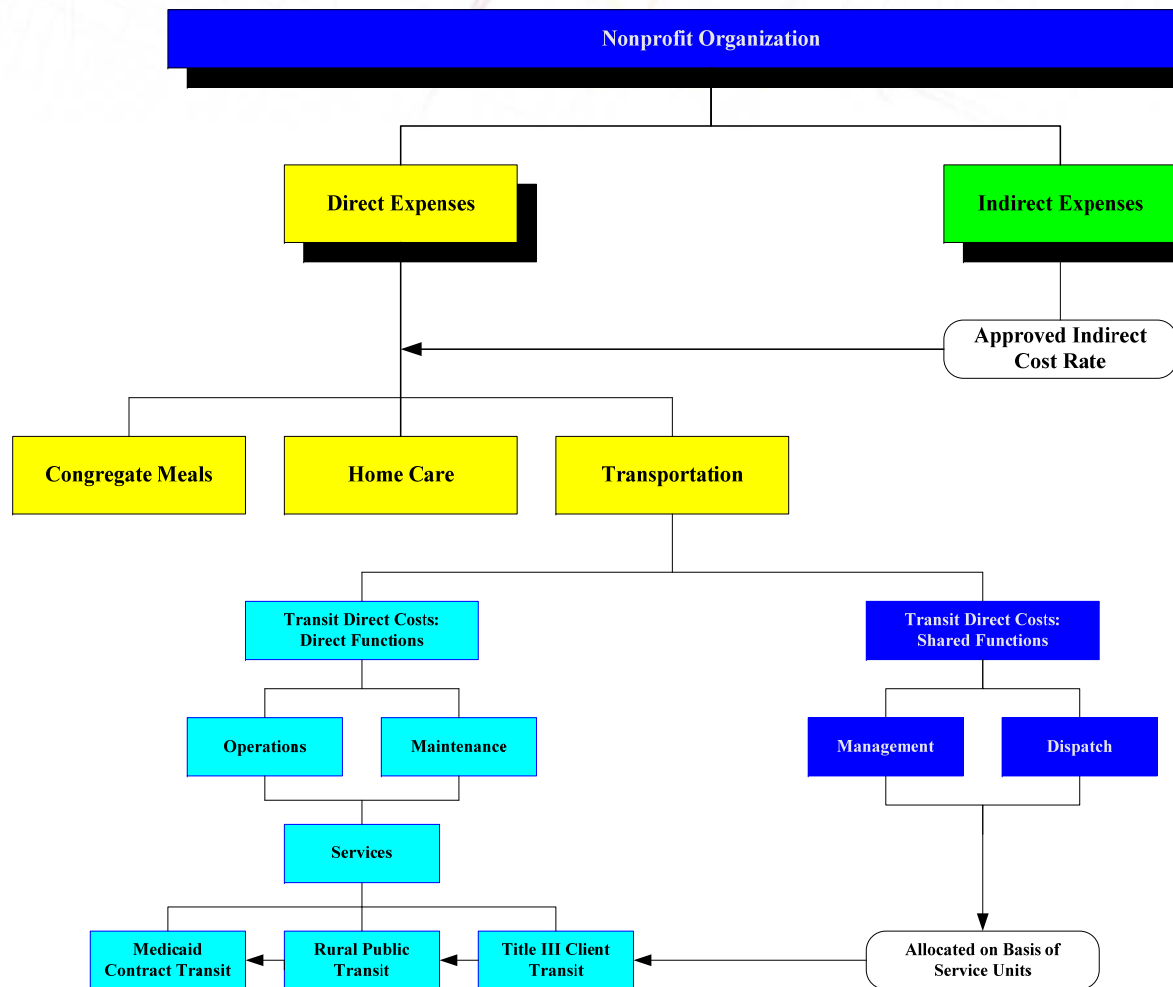 Nonprofit Organization
Direct Expenses
Indirect Expenses
Approved Indirect
Cost Rate
Congregate Meals
Home Care
Transportation
Transit Direct Costs:
Direct Functions
Transit Direct Costs:
Shared Functions
Operations
Maintenance
Management
Dispatch
Services
Medicaid
Contract Transit
Rural Public
Transit
Title III Client
Transit
Allocated on Basis of
Service Units